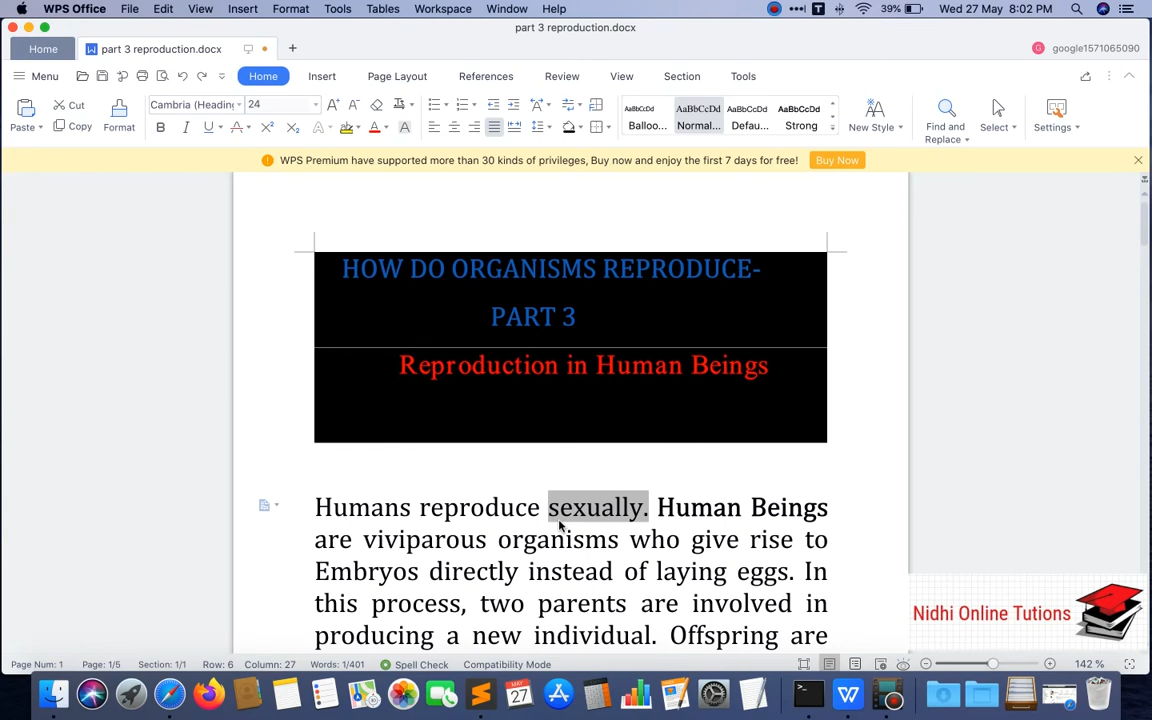 WPS Office File Edit View Insert Format Tools Tables Workspace Window Help 39% Wed 27 May 8:02 PM
part 3 reproduction.docx
Home part 3 reproduction.docx google1571065090
Menu Home Insert Page Layout References Review View Section Tools
Cut Cambria (Heading 24 AaBbCcDd AaBbCcDd AaBbCcDd AaBbCcDd
Paste Copy Format Balloo... Normal... Defau... Strong New Style Find and Replace Select Settings
WPS Premium have supported more than 30 kinds of privileges, Buy now and enjoy the first 7 days for free! Buy Now
HOW DO ORGANISMS REPRODUCE-
PART 3
Reproduction in Human Beings
Humans reproduce sexually. Human Beings
are viviparous organisms who give rise to
Embryos directly instead of laying eggs. In
this process, two parents are involved in
producing a new individual. Offspring are
Nidhi Online Tutions
Page Num: 1 Page: 1/5 Section: 1/1 Row: 6 Column: 27 Words: 1/401 Spell Check Compatibility Mode 142 %
MAY
27